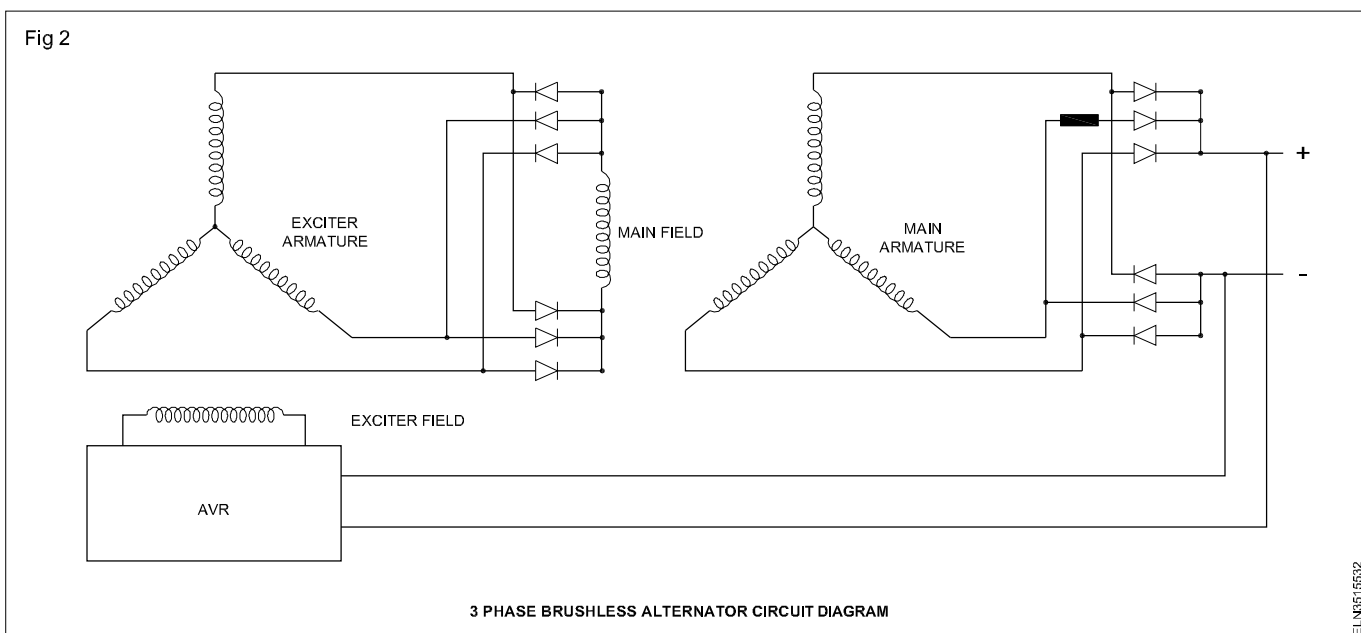 Fig 2
EXCITER
ARMATURE
MAIN FIELD
MAIN
ARMATURE
+
-
EXCITER FIELD
AVR
3 PHASE BRUSHLESS ALTERNATOR CIRCUIT DIAGRAM
ELN3515532